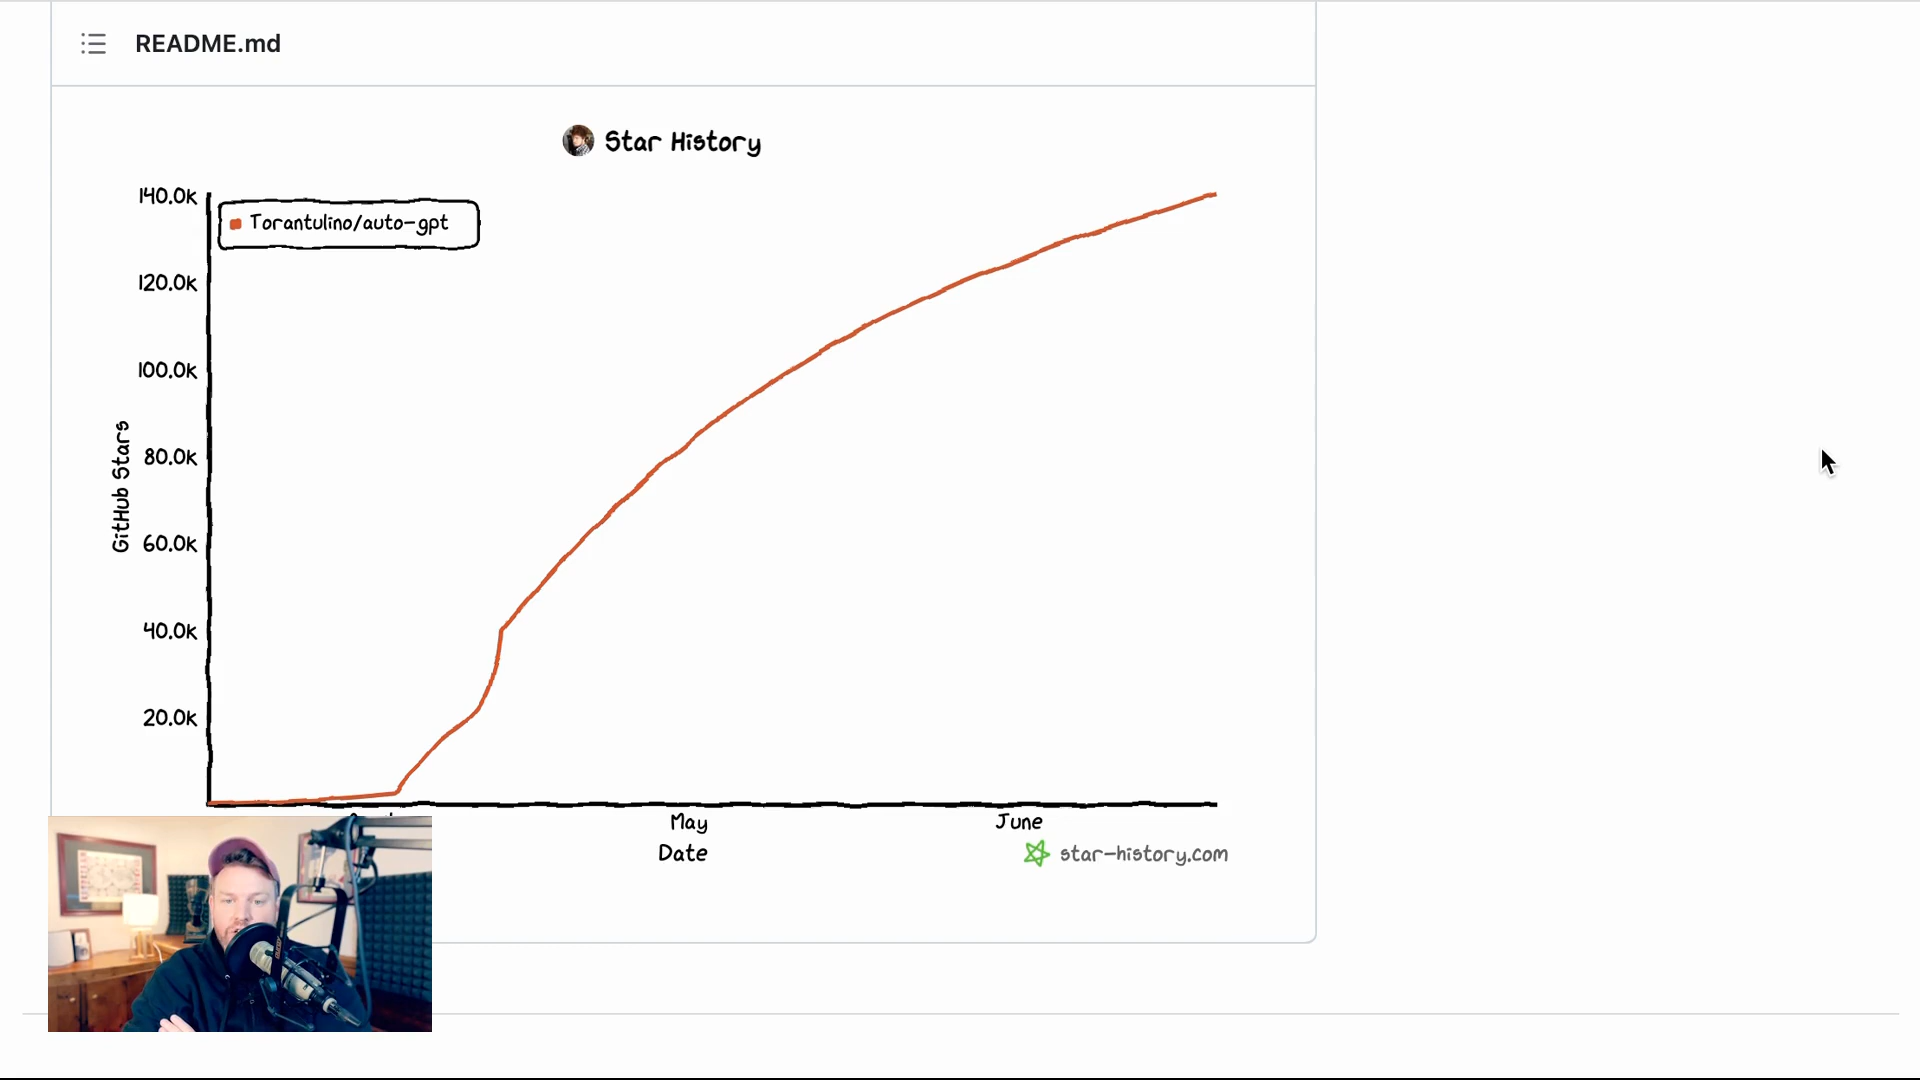 README.md
Star History
140.0k
Torantulino/auto-gpt
120.0k
100.0k
80.0k
60.0k
40.0k
20.0k
GitHub Stars
May
June
Date
star-history.com